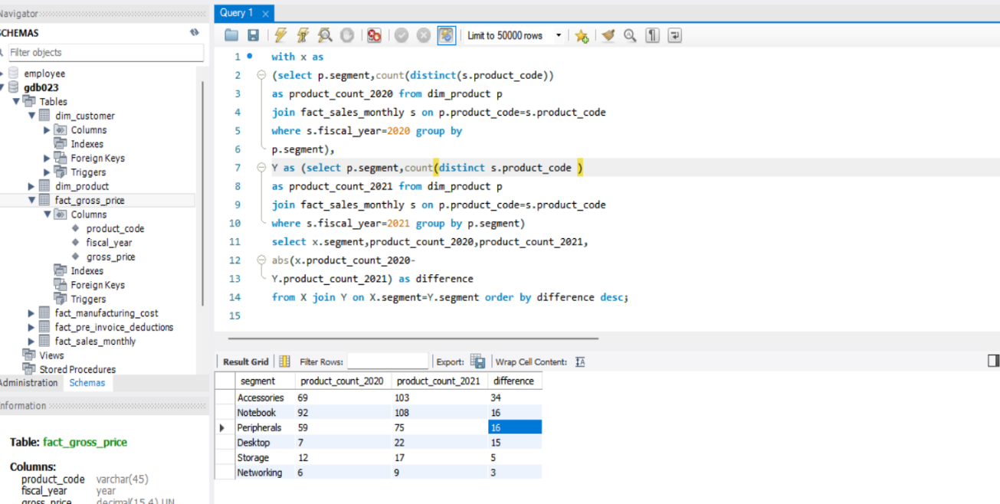 Navigator
SCHEMAS
Filter objects
employee
gdb023
Tables
dim_customer
Columns
Indexes
Foreign Keys
Triggers
dim_product
fact_gross_price
Columns
product_code
fiscal_year
gross_price
Indexes
Foreign Keys
Triggers
fact_manufacturing_cost
fact_pre_invoice_deductions
fact_sales_monthly
Views
Stored Procedures
Administration Schemas
Information
Table: fact_gross_price
Columns:
product_code varchar(45)
fiscal_year year
gross_price decimal(15,4) UN
Query 1
Limit to 50000 rows
1 with x as
2 (select p.segment,count(distinct(s.product_code))
3 as product_count_2020 from dim_product p
4 join fact_sales_monthly s on p.product_code=s.product_code
5 where s.fiscal_year=2020 group by
6 p.segment),
7 Y as (select p.segment,count(distinct s.product_code )
8 as product_count_2021 from dim_product p
9 join fact_sales_monthly s on p.product_code=s.product_code
10 where s.fiscal_year=2021 group by p.segment)
11 select x.segment,product_count_2020,product_count_2021,
12 abs(x.product_count_2020-
13 Y.product_count_2021) as difference
14 from X join Y on X.segment=Y.segment order by difference desc;
15
Result Grid Filter Rows: Export: Wrap Cell Content:
segment product_count_2020 product_count_2021 difference
Accessories 69 103 34
Notebook 92 108 16
Peripherals 59 75 16
Desktop 7 22 15
Storage 12 17 5
Networking 6 9 3